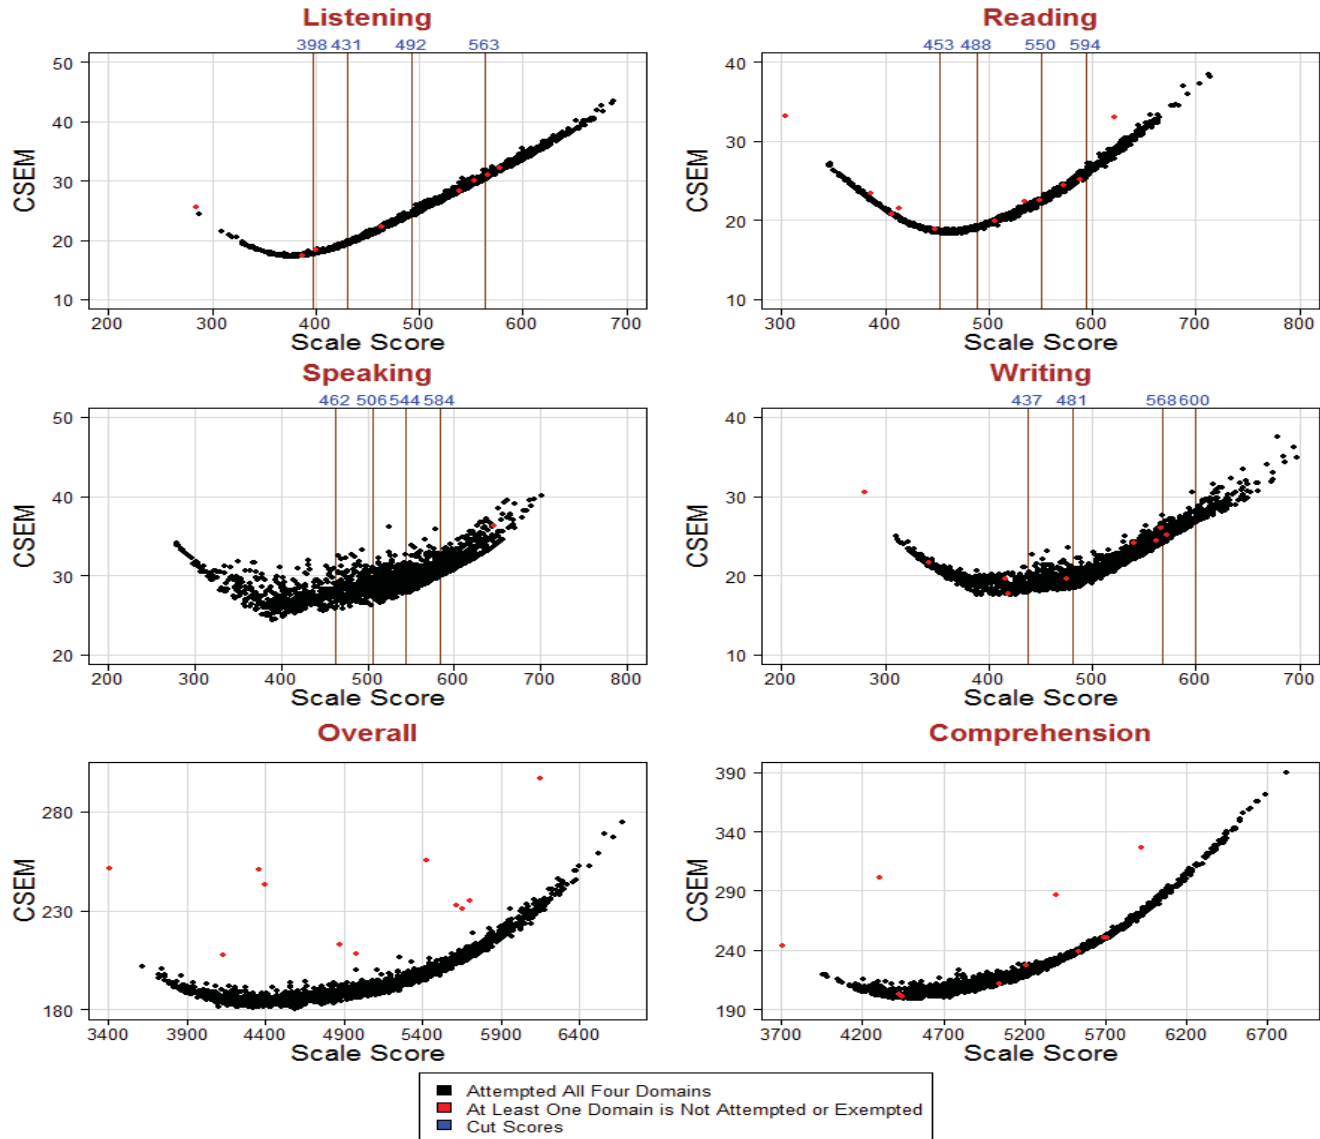 Listening
398 431 492 563
50
40
30
20
10
CSEM
200 300 400 500 600 700
Scale Score
Reading
453 488 550 594
40
30
20
10
CSEM
300 400 500 600 700 800
Scale Score
Speaking
462 506 544 584
50
40
30
20
CSEM
200 300 400 500 600 700 800
Scale Score
Writing
437 481 568 600
40
30
20
10
CSEM
200 300 400 500 600 700
Scale Score
Overall
280
230
180
CSEM
3400 3900 4400 4900 5400 5900 6400
Scale Score
Comprehension
390
340
290
240
190
CSEM
3700 4200 4700 5200 5700 6200 6700
Scale Score
Attempted All Four Domains
At Least One Domain is Not Attempted or Exempted
Cut Scores